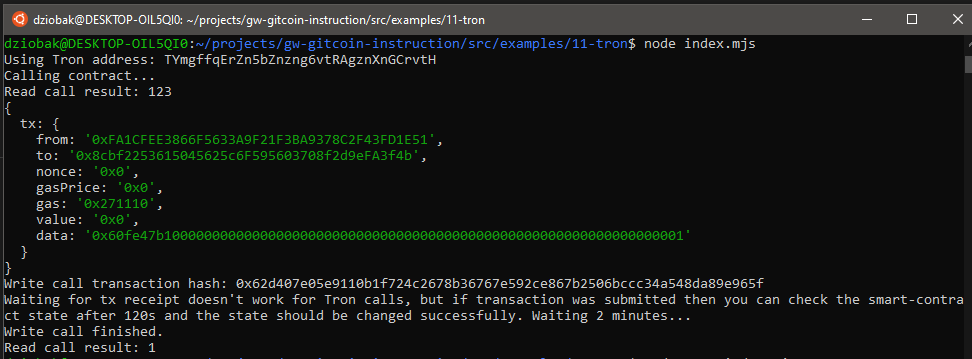 dziobak@DESKTOP-OIL5QI0: ~/projects/gw-gitcoin-instruction/src/examples/11-tron
dziobak@DESKTOP-OIL5QI0:~/projects/gw-gitcoin-instruction/src/examples/11-tron$ node index.mjs
Using Tron address: TYmgffqErZn5bZnzng6vtRAgznXnGCrvtH
Calling contract...
Read call result: 123
{
  tx: {
    from: '0xFA1CFEE3866F5633A9F21F3BA9378C2F43FD1E51',
    to: '0x8cbf2253615045625c6F595603708f2d9eFA3f4b',
    nonce: '0x0',
    gasPrice: '0x0',
    gas: '0x271110',
    value: '0x0',
    data: '0x60fe47b10000000000000000000000000000000000000000000000000000000000000001'
  }
}
Write call transaction hash: 0x62d407e05e9110b1f724c2678b36767e592ce867b2506bccc34a548da89e965f
Waiting for tx receipt doesn't work for Tron calls, but if transaction was submitted then you can check the smart-contra
ct state after 120s and the state should be changed successfully. Waiting 2 minutes...
Write call finished.
Read call result: 1